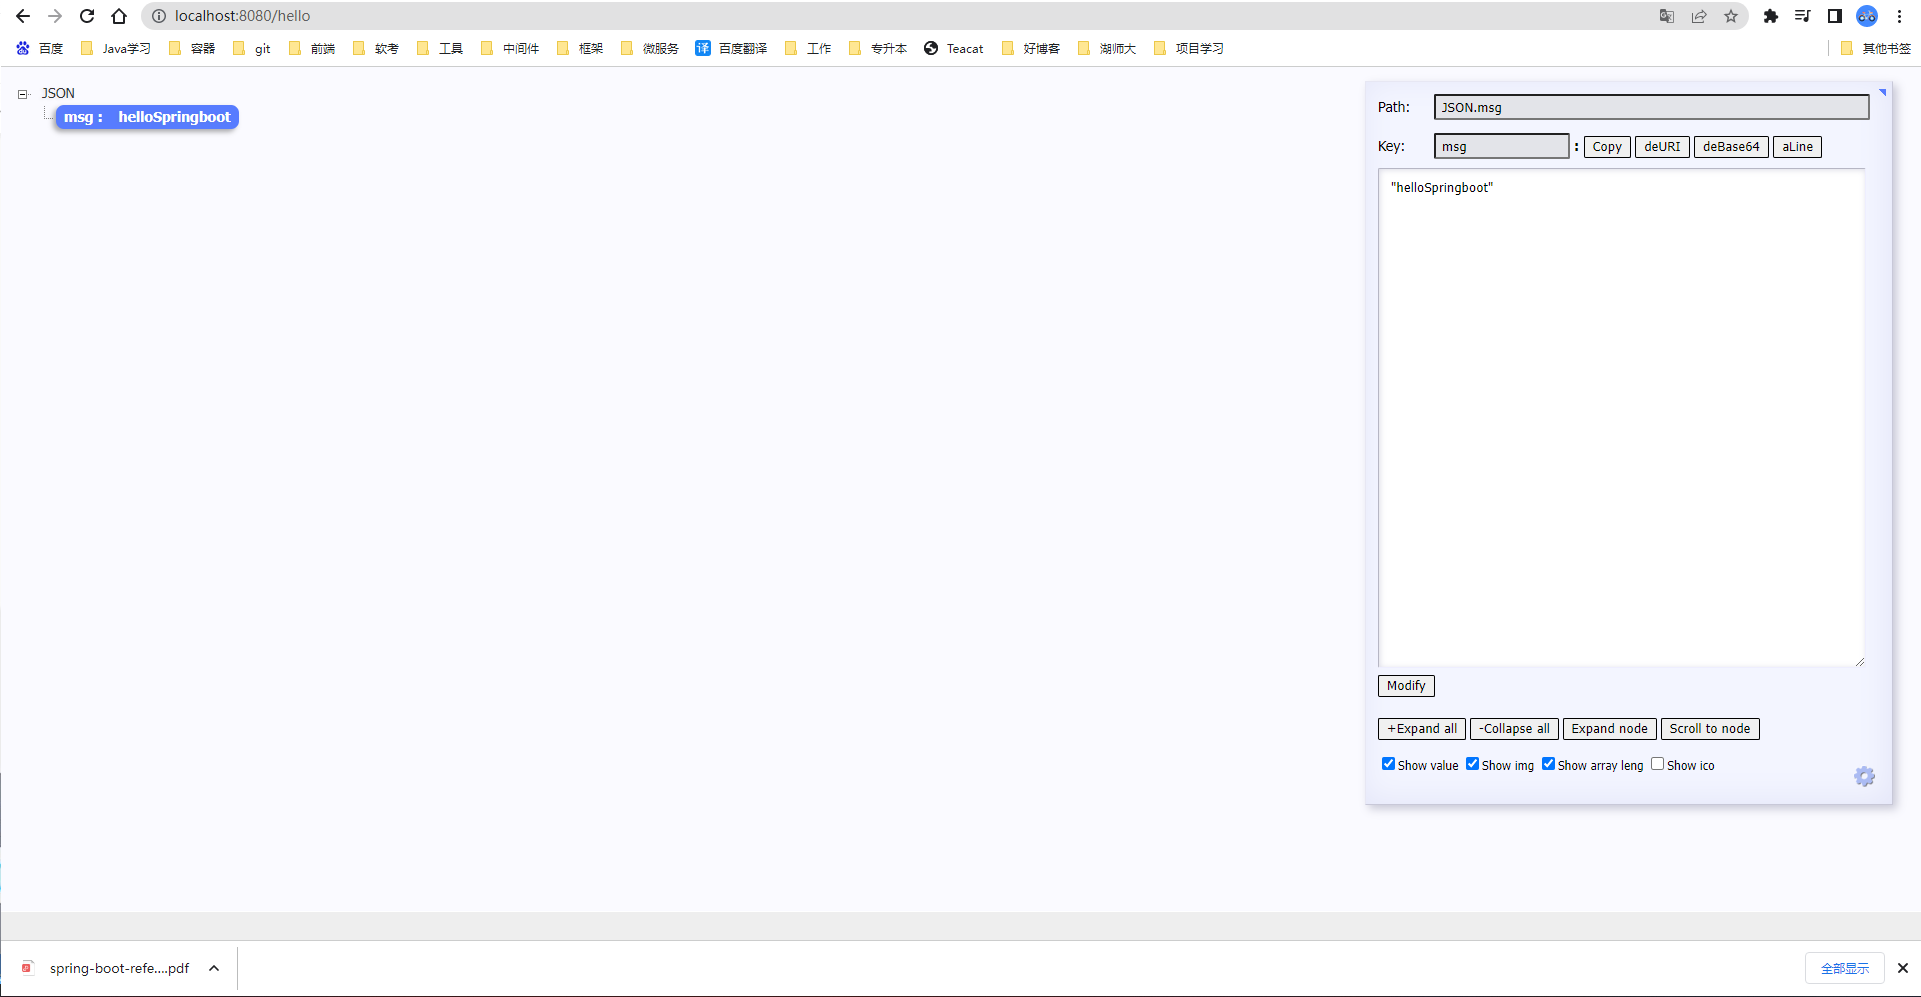 localhost:8080/hello
百度 Java学习 容器 git 前端 软考 工具 中间件 框架 微服务 译 百度翻译 工作 专升本 Teacat 好博客 湖师大 项目学习 其他书签
JSON
msg : helloSpringboot
Path: JSON.msg
Key: msg : Copy deURI deBase64 aLine
"helloSpringboot"
Modify
+Expand all -Collapse all Expand node Scroll to node
Show value Show img Show array leng Show ico
spring-boot-refe....pdf 全部显示